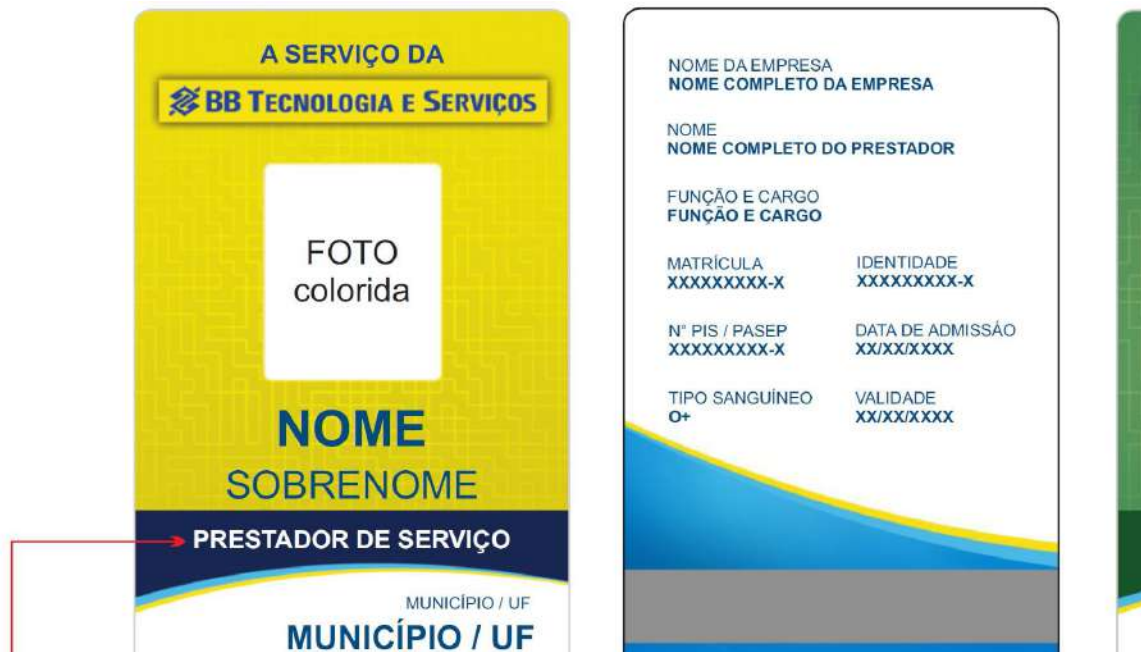 A SERVIÇO DA
BB TECNOLOGIA E SERVIÇOS
FOTO
colorida
NOME
SOBRENOME
PRESTADOR DE SERVIÇO
MUNICÍPIO / UF
MUNICÍPIO / UF
NOME DA EMPRESA
NOME COMPLETO DA EMPRESA
NOME
NOME COMPLETO DO PRESTADOR
FUNÇÃO E CARGO
FUNÇÃO E CARGO
MATRÍCULA IDENTIDADE
XXXXXXXXX-X XXXXXXXXX-X
N° PIS / PASEP DATA DE ADMISSÃO
XXXXXXXXX-X XX/XX/XXXX
TIPO SANGUÍNEO VALIDADE
O+ XX/XX/XXXX